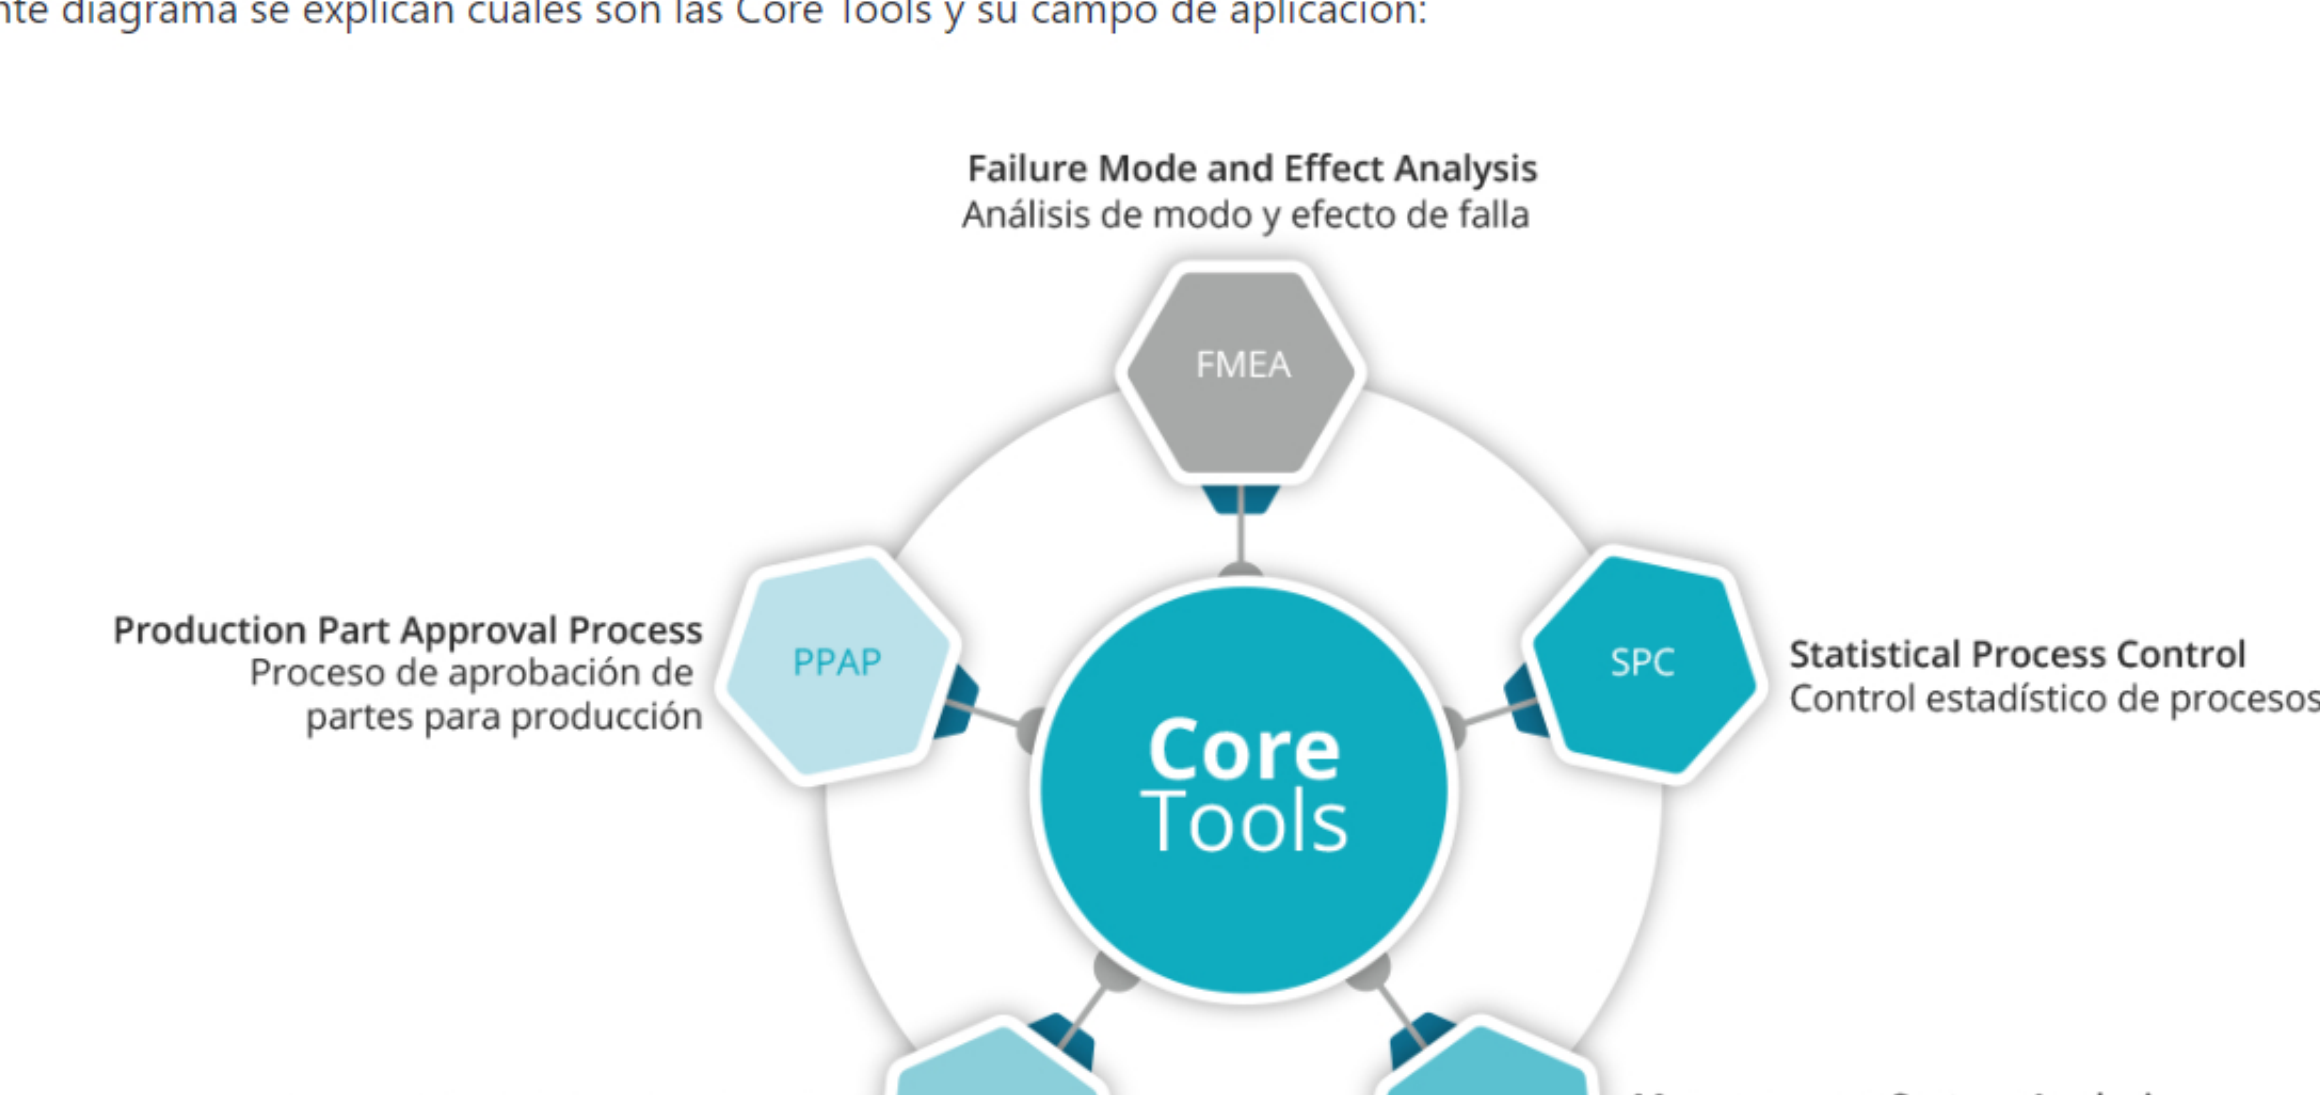 diagrama se explican cuáles son las Core Tools y su campo de aplicación:
Failure Mode and Effect Analysis
Análisis de modo y efecto de falla
FMEA
Production Part Approval Process
Proceso de aprobación de
partes para producción
PPAP
SPC
Statistical Process Control
Control estadístico de procesos
Core
Tools